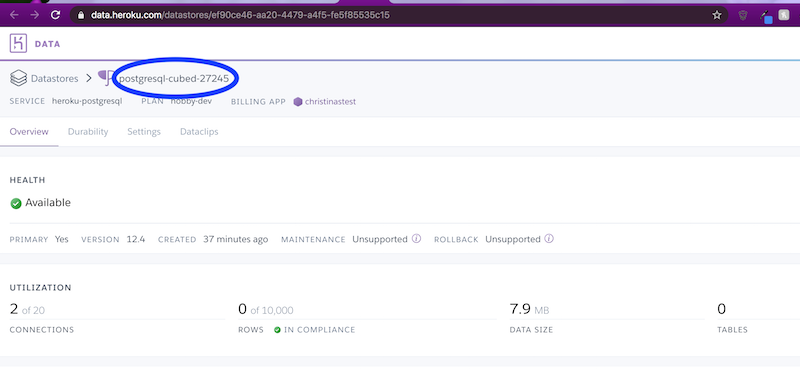 data.heroku.com/datastores/ef90ce46-aa20-4479-a4f5-fe5f85535c15
DATA
Datastores > postgresql-cubed-27245
SERVICE heroku-postgresql PLAN hobby-dev BILLING APP christinastest
Overview Durability Settings Dataclips
HEALTH
Available
PRIMARY Yes VERSION 12.4 CREATED 37 minutes ago MAINTENANCE Unsupported ROLLBACK Unsupported
UTILIZATION
2 of 20 0 of 10,000 7.9 MB 0
CONNECTIONS ROWS IN COMPLIANCE DATA SIZE TABLES